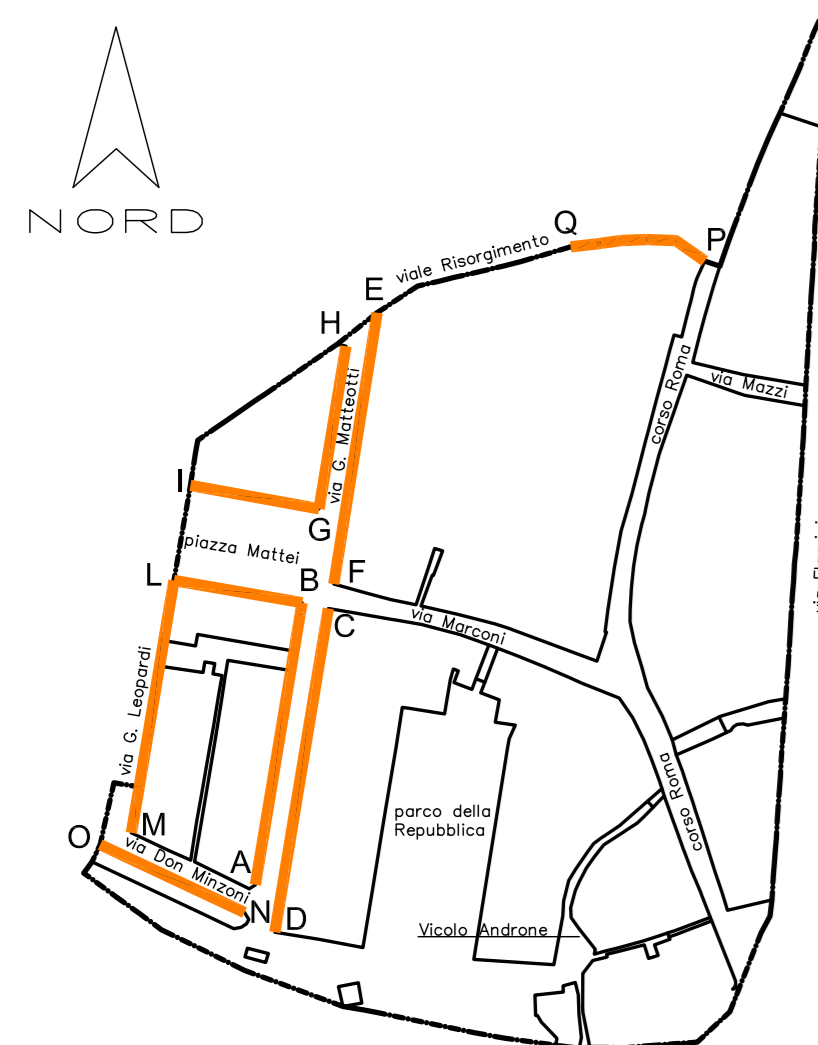 NORD
Q
P
viale Risorgimento
E
H
via G. Matteotti
corso Roma
via Mazzi
I
G
piazza Mattei
L
B
F
C
via Marconi
via G. Leopardi
parco della
Repubblica
corso Roma
M
O
via Don Minzoni
A
N
D
Vicolo Androne